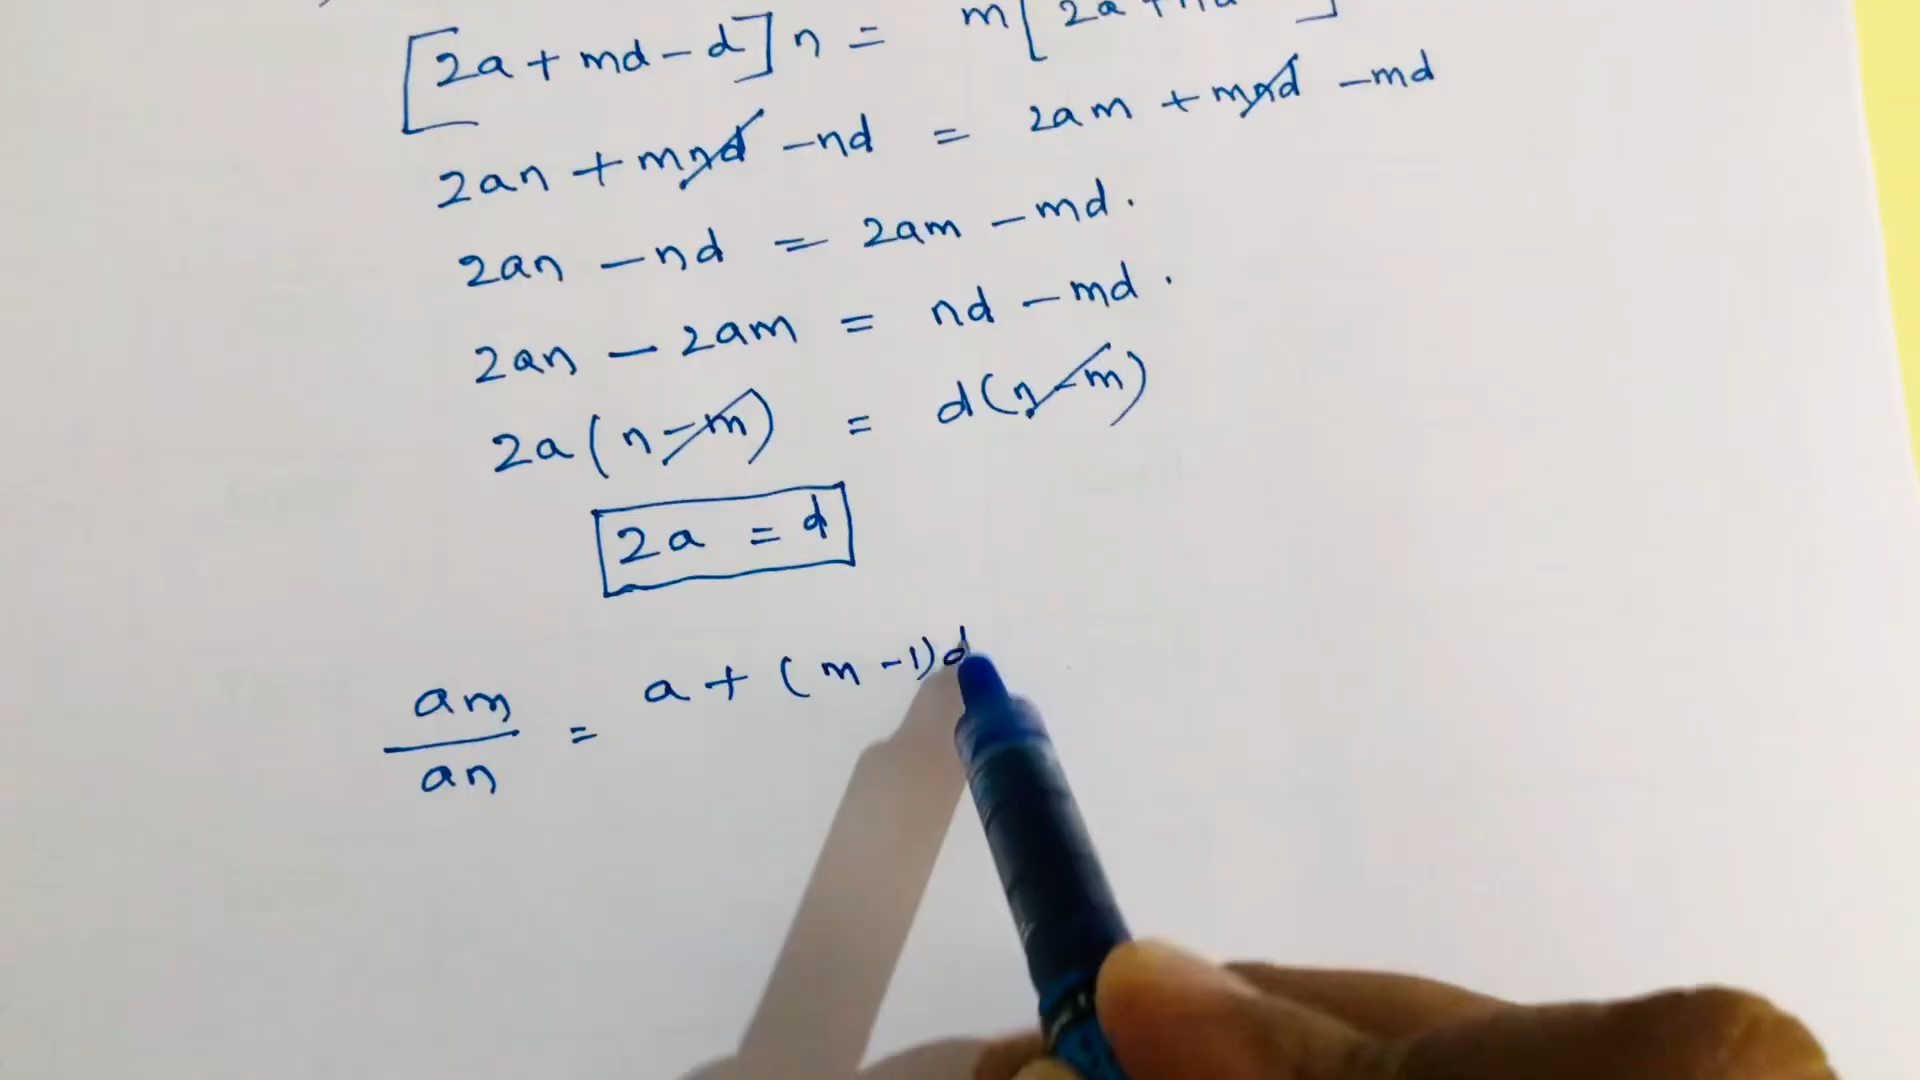 [2a + md - d] n = m[2a +
2an + mnd - nd = 2am + mnd - md
2an - nd = 2am - md.
2an - 2am = nd - md.
2a(n-m) = d(n-m)
2a = d
am/an = a + (m-1)d